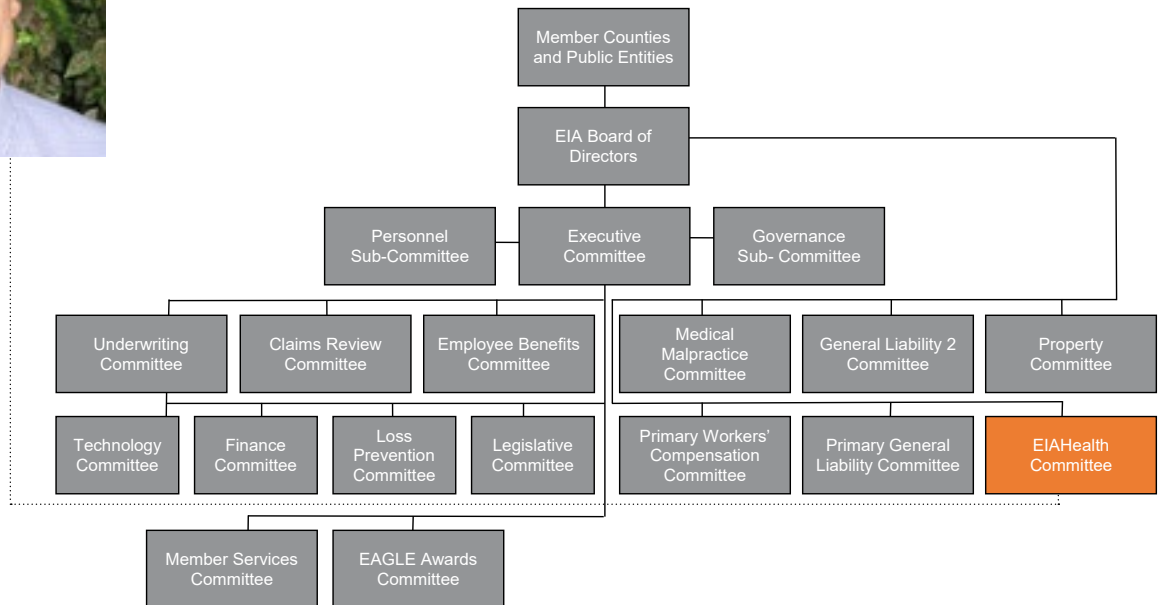 Member Counties
and Public Entities
EIA Board of
Directors
Personnel
Sub-Committee
Executive
Committee
Governance
Sub- Committee
Underwriting
Committee
Claims Review
Committee
Employee Benefits
Committee
Medical
Malpractice
Committee
General Liability 2
Committee
Property
Committee
Technology
Committee
Finance
Committee
Loss
Prevention
Committee
Legislative
Committee
Primary Workers’
Compensation
Committee
Primary General
Liability Committee
EIAHealth
Committee
Member Services
Committee
EAGLE Awards
Committee